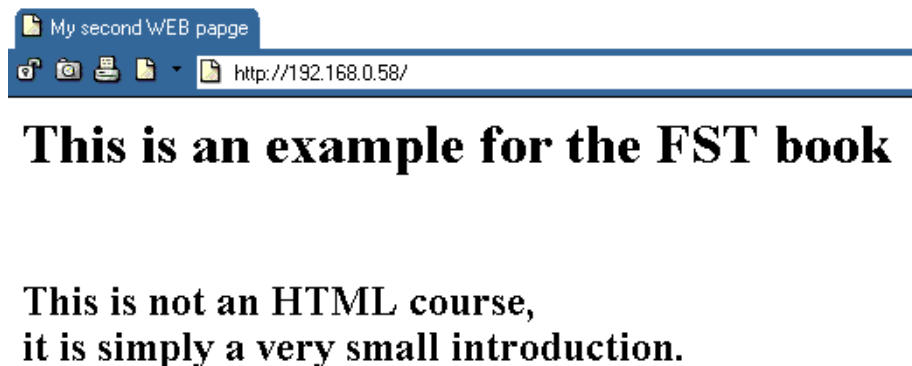 My second WEB papge
http://192.168.0.58/
This is an example for the FST book
This is not an HTML course,
it is simply a very small introduction.